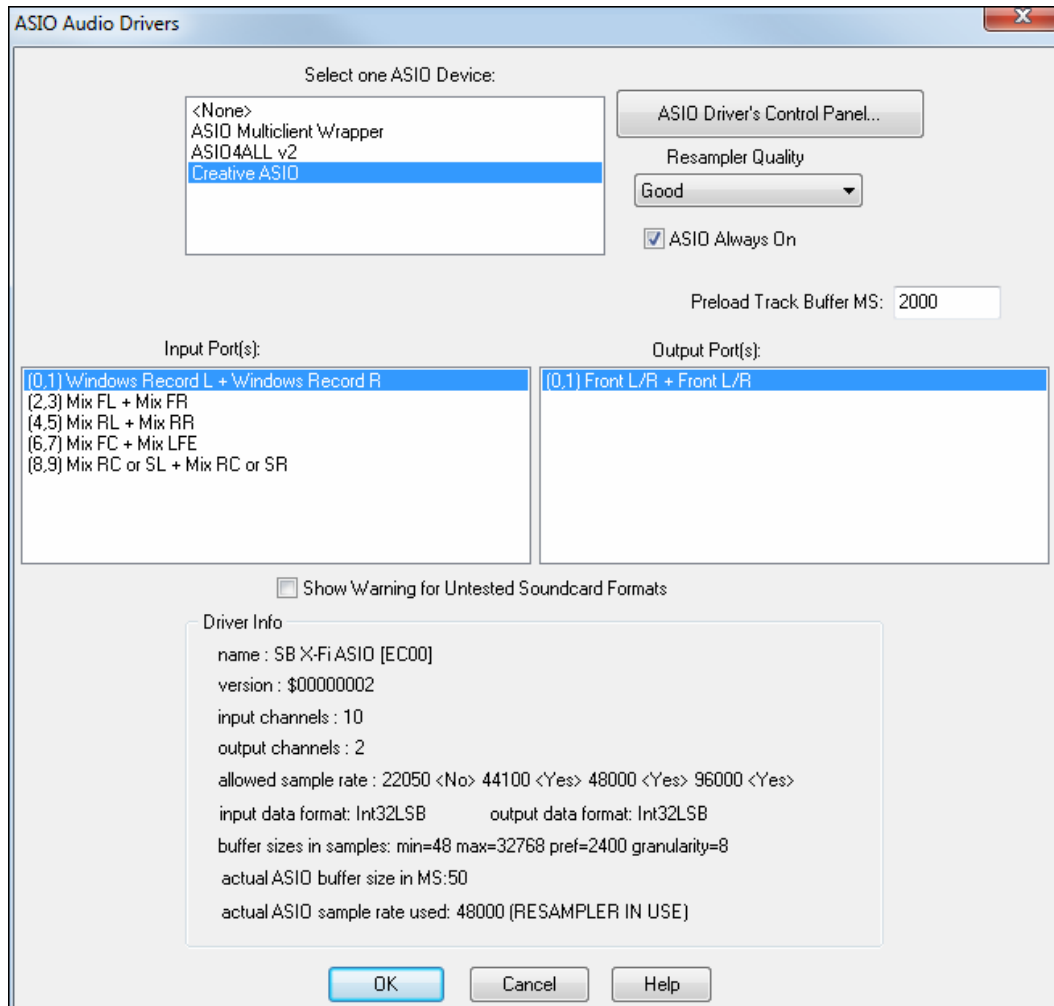 ASIO Audio Drivers
X
Select one ASIO Device:
<None>
ASIO Multiclient Wrapper
ASIO4ALL v2
Creative ASIO
ASIO Driver's Control Panel...
Resampler Quality
Good
ASIO Always On
Preload Track Buffer MS: 2000
Input Port(s):
(0,1) Windows Record L + Windows Record R
(2,3) Mix FL + Mix FR
(4,5) Mix RL + Mix RR
(6,7) Mix FC + Mix LFE
(8,9) Mix RC or SL + Mix RC or SR
Output Port(s):
(0,1) Front L/R + Front L/R
Show Warning for Untested Soundcard Formats
Driver Info
name : SB X-Fi ASIO [EC00]
version : $00000002
input channels : 10
output channels : 2
allowed sample rate : 22050 <No> 44100 <Yes> 48000 <Yes> 96000 <Yes>
input data format: Int32LSB output data format: Int32LSB
buffer sizes in samples: min=48 max=32768 pref=2400 granularity=8
actual ASIO buffer size in MS:50
actual ASIO sample rate used: 48000 (RESAMPLER IN USE)
OK Cancel Help